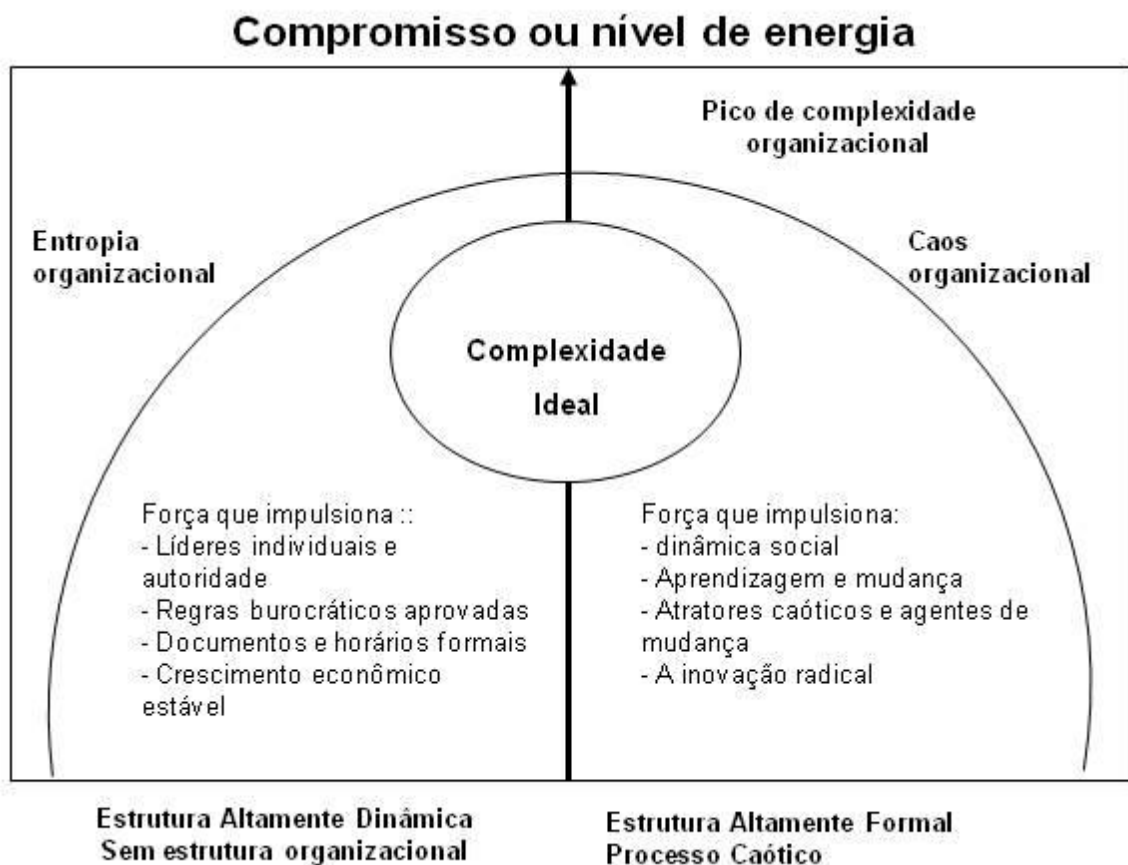 Compromisso ou nível de energia
Pico de complexidade
organizacional
Entropia
organizacional
Caos
organizacional
Complexidade
Ideal
Força que impulsiona ::
- Líderes individuais e
autoridade
- Regras burocráticos aprovadas
- Documentos e horários formais
- Crescimento econômico
estável
Força que impulsiona:
- dinâmica social
- Aprendizagem e mudança
- Atratores caóticos e agentes de
mudança
- A inovação radical
Estrutura Altamente Dinâmica
Sem estrutura organizacional
Estrutura Altamente Formal
Processo Caótico